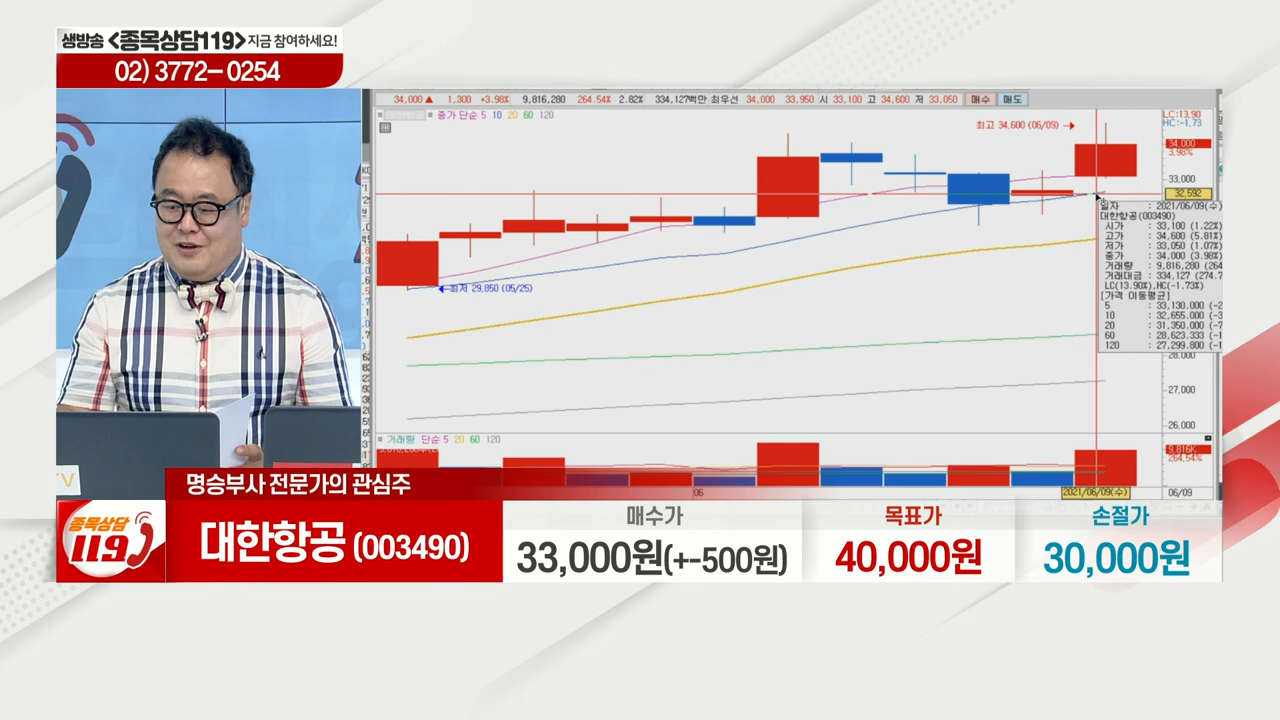 생방송 <종목상담119> 지금 참여하세요!
02) 3772-0254
34,000 ▲ 1,300 +3.98% 9,816,280 264.54% 2.82% 334,127백만 최우선 34,000 33,950 시 33,100 고 34,600 저 33,050 매수 매도
종가 단순 5 10 20 60 120
최고 34,600 (06/09) →
LC:13.90
HC:-1.73
34,000
3.98%
33,000
32,592
일자 : 2021/06/09(수)
대한항공(003490)
시가 : 33,100 (1.22%)
고가 : 34,600 (5.81%)
저가 : 33,050 (1.07%)
종가 : 34,000 (3.98%)
거래량 : 9,816,280 (264
거래대금 : 334,127 (274.7
LC(13.90%),HC(-1.73%)
[가격 이동평균]
5 : 33,130.000 (-2
10 : 32,655.000 (-3
20 : 31,350.000 (-7
60 : 28,623.333 (-1
120 : 27,299.800 (-1
←최저 29,850 (05/25)
28,000
27,000
26,000
거래량 단순 5 20 60 120
9,816K
264.54%
06
2021/06/09(수)
06/09
명승부사 전문가의 관심주
종목상담
119
대한항공 (003490)
매수가
33,000원(+-500원)
목표가
40,000원
손절가
30,000원